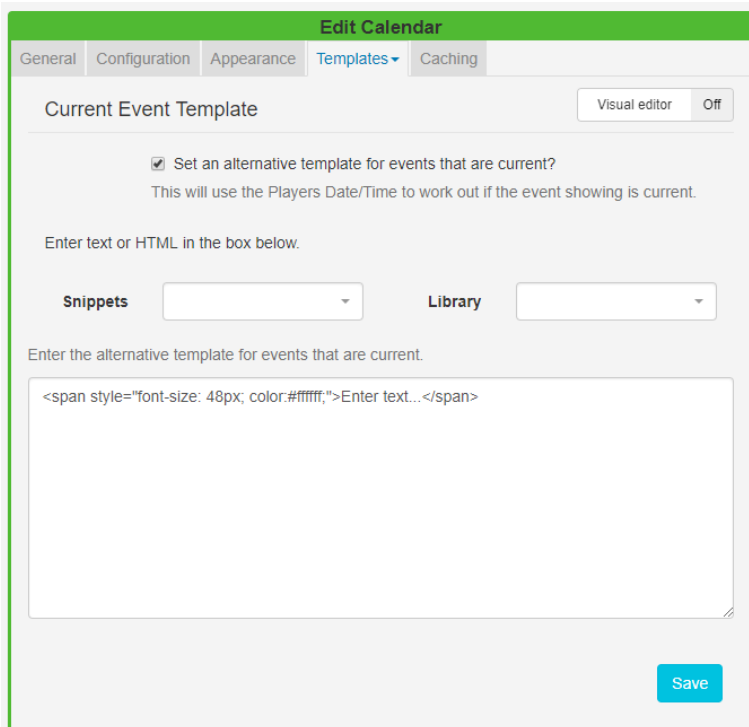 Edit Calendar
General Configuration Appearance Templates Caching
Current Event Template
Visual editor Off
Set an alternative template for events that are current?
This will use the Players Date/Time to work out if the event showing is current.
Enter text or HTML in the box below.
Snippets Library
Enter the alternative template for events that are current.
<span style="font-size: 48px; color:#ffffff;">Enter text...</span>
Save